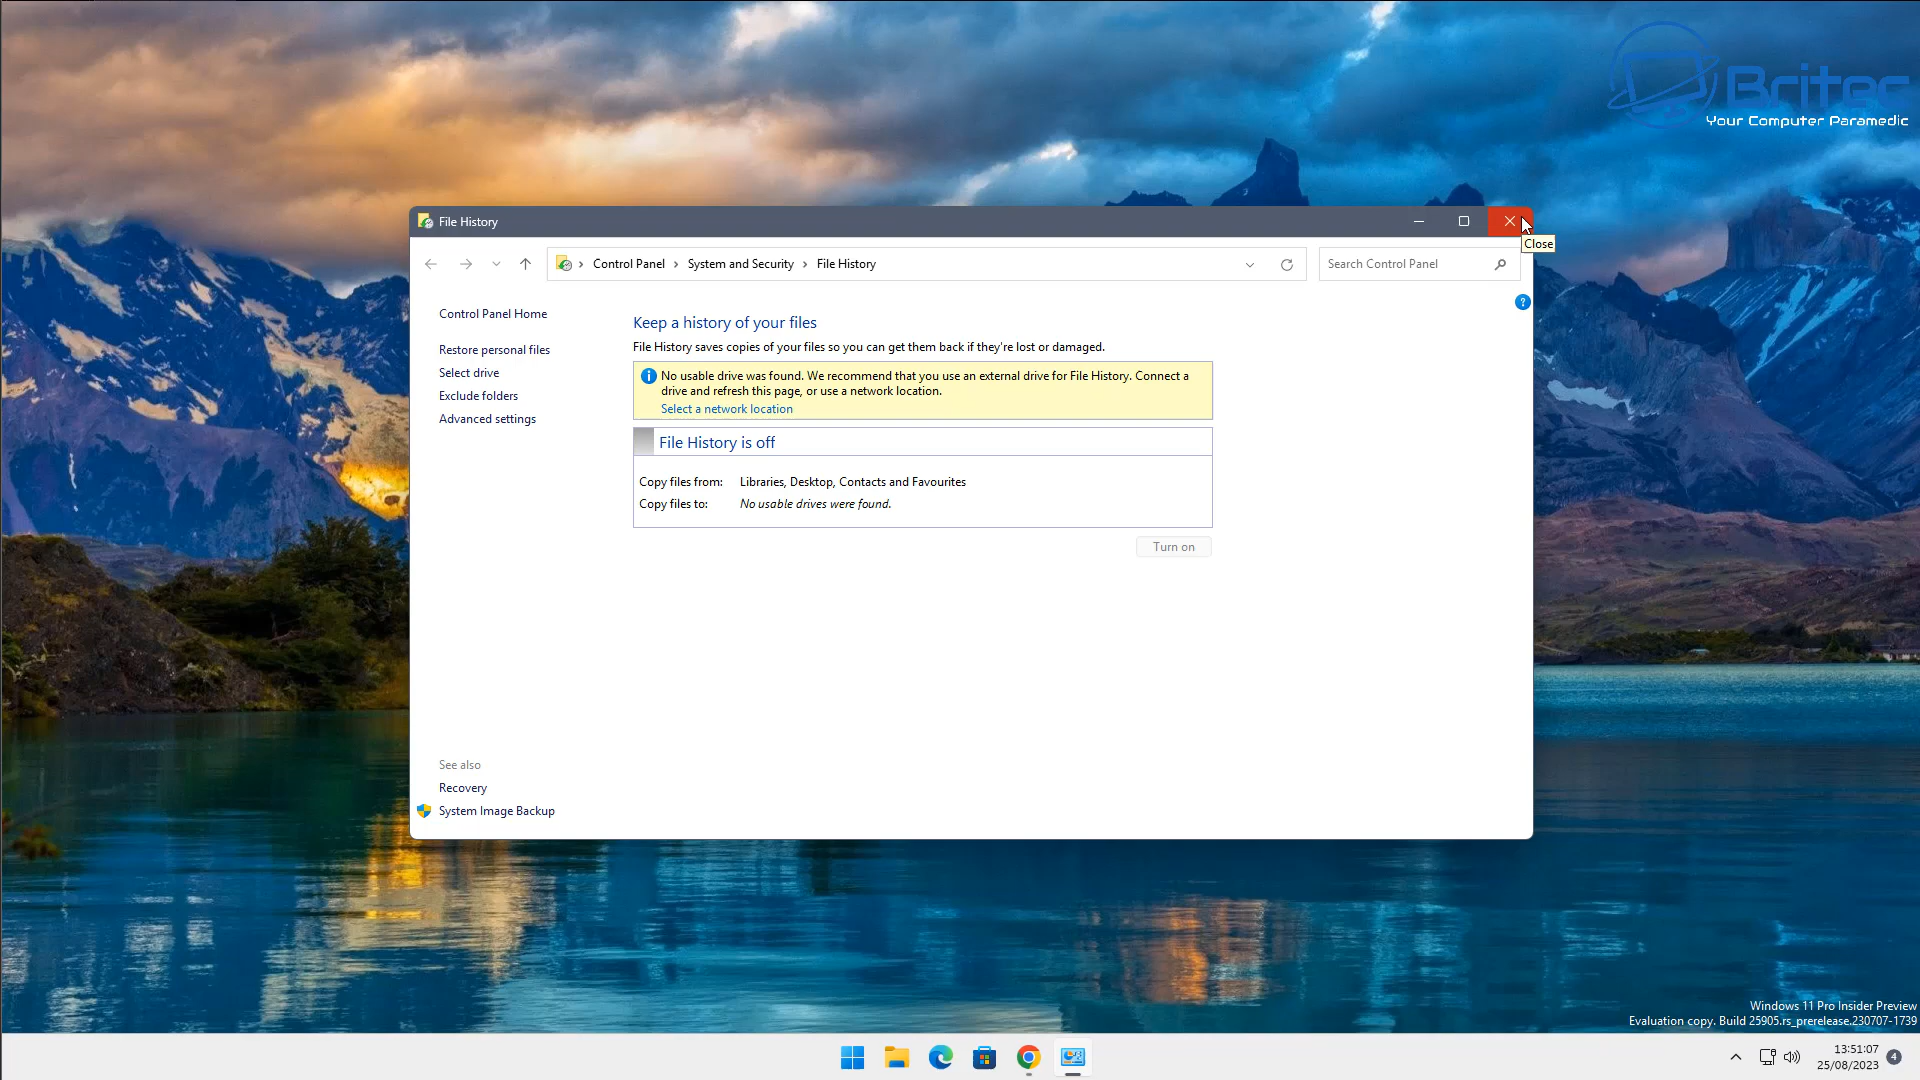 Britec
Your Computer Paramedic
File History
Close
Control Panel
System and Security
File History
Search Control Panel
?
Control Panel Home
Restore personal files
Select drive
Exclude folders
Advanced settings
Keep a history of your files
File History saves copies of your files so you can get them back if they're lost or damaged.
No usable drive was found. We recommend that you use an external drive for File History. Connect a
drive and refresh this page, or use a network location.
Select a network location
File History is off
Copy files from: Libraries, Desktop, Contacts and Favourites
Copy files to: No usable drives were found.
Turn on
See also
Recovery
System Image Backup
Windows 11 Pro Insider Preview
Evaluation copy. Build 25905.rs_prerelease.230707-1739
13:51:07
25/08/2023
4